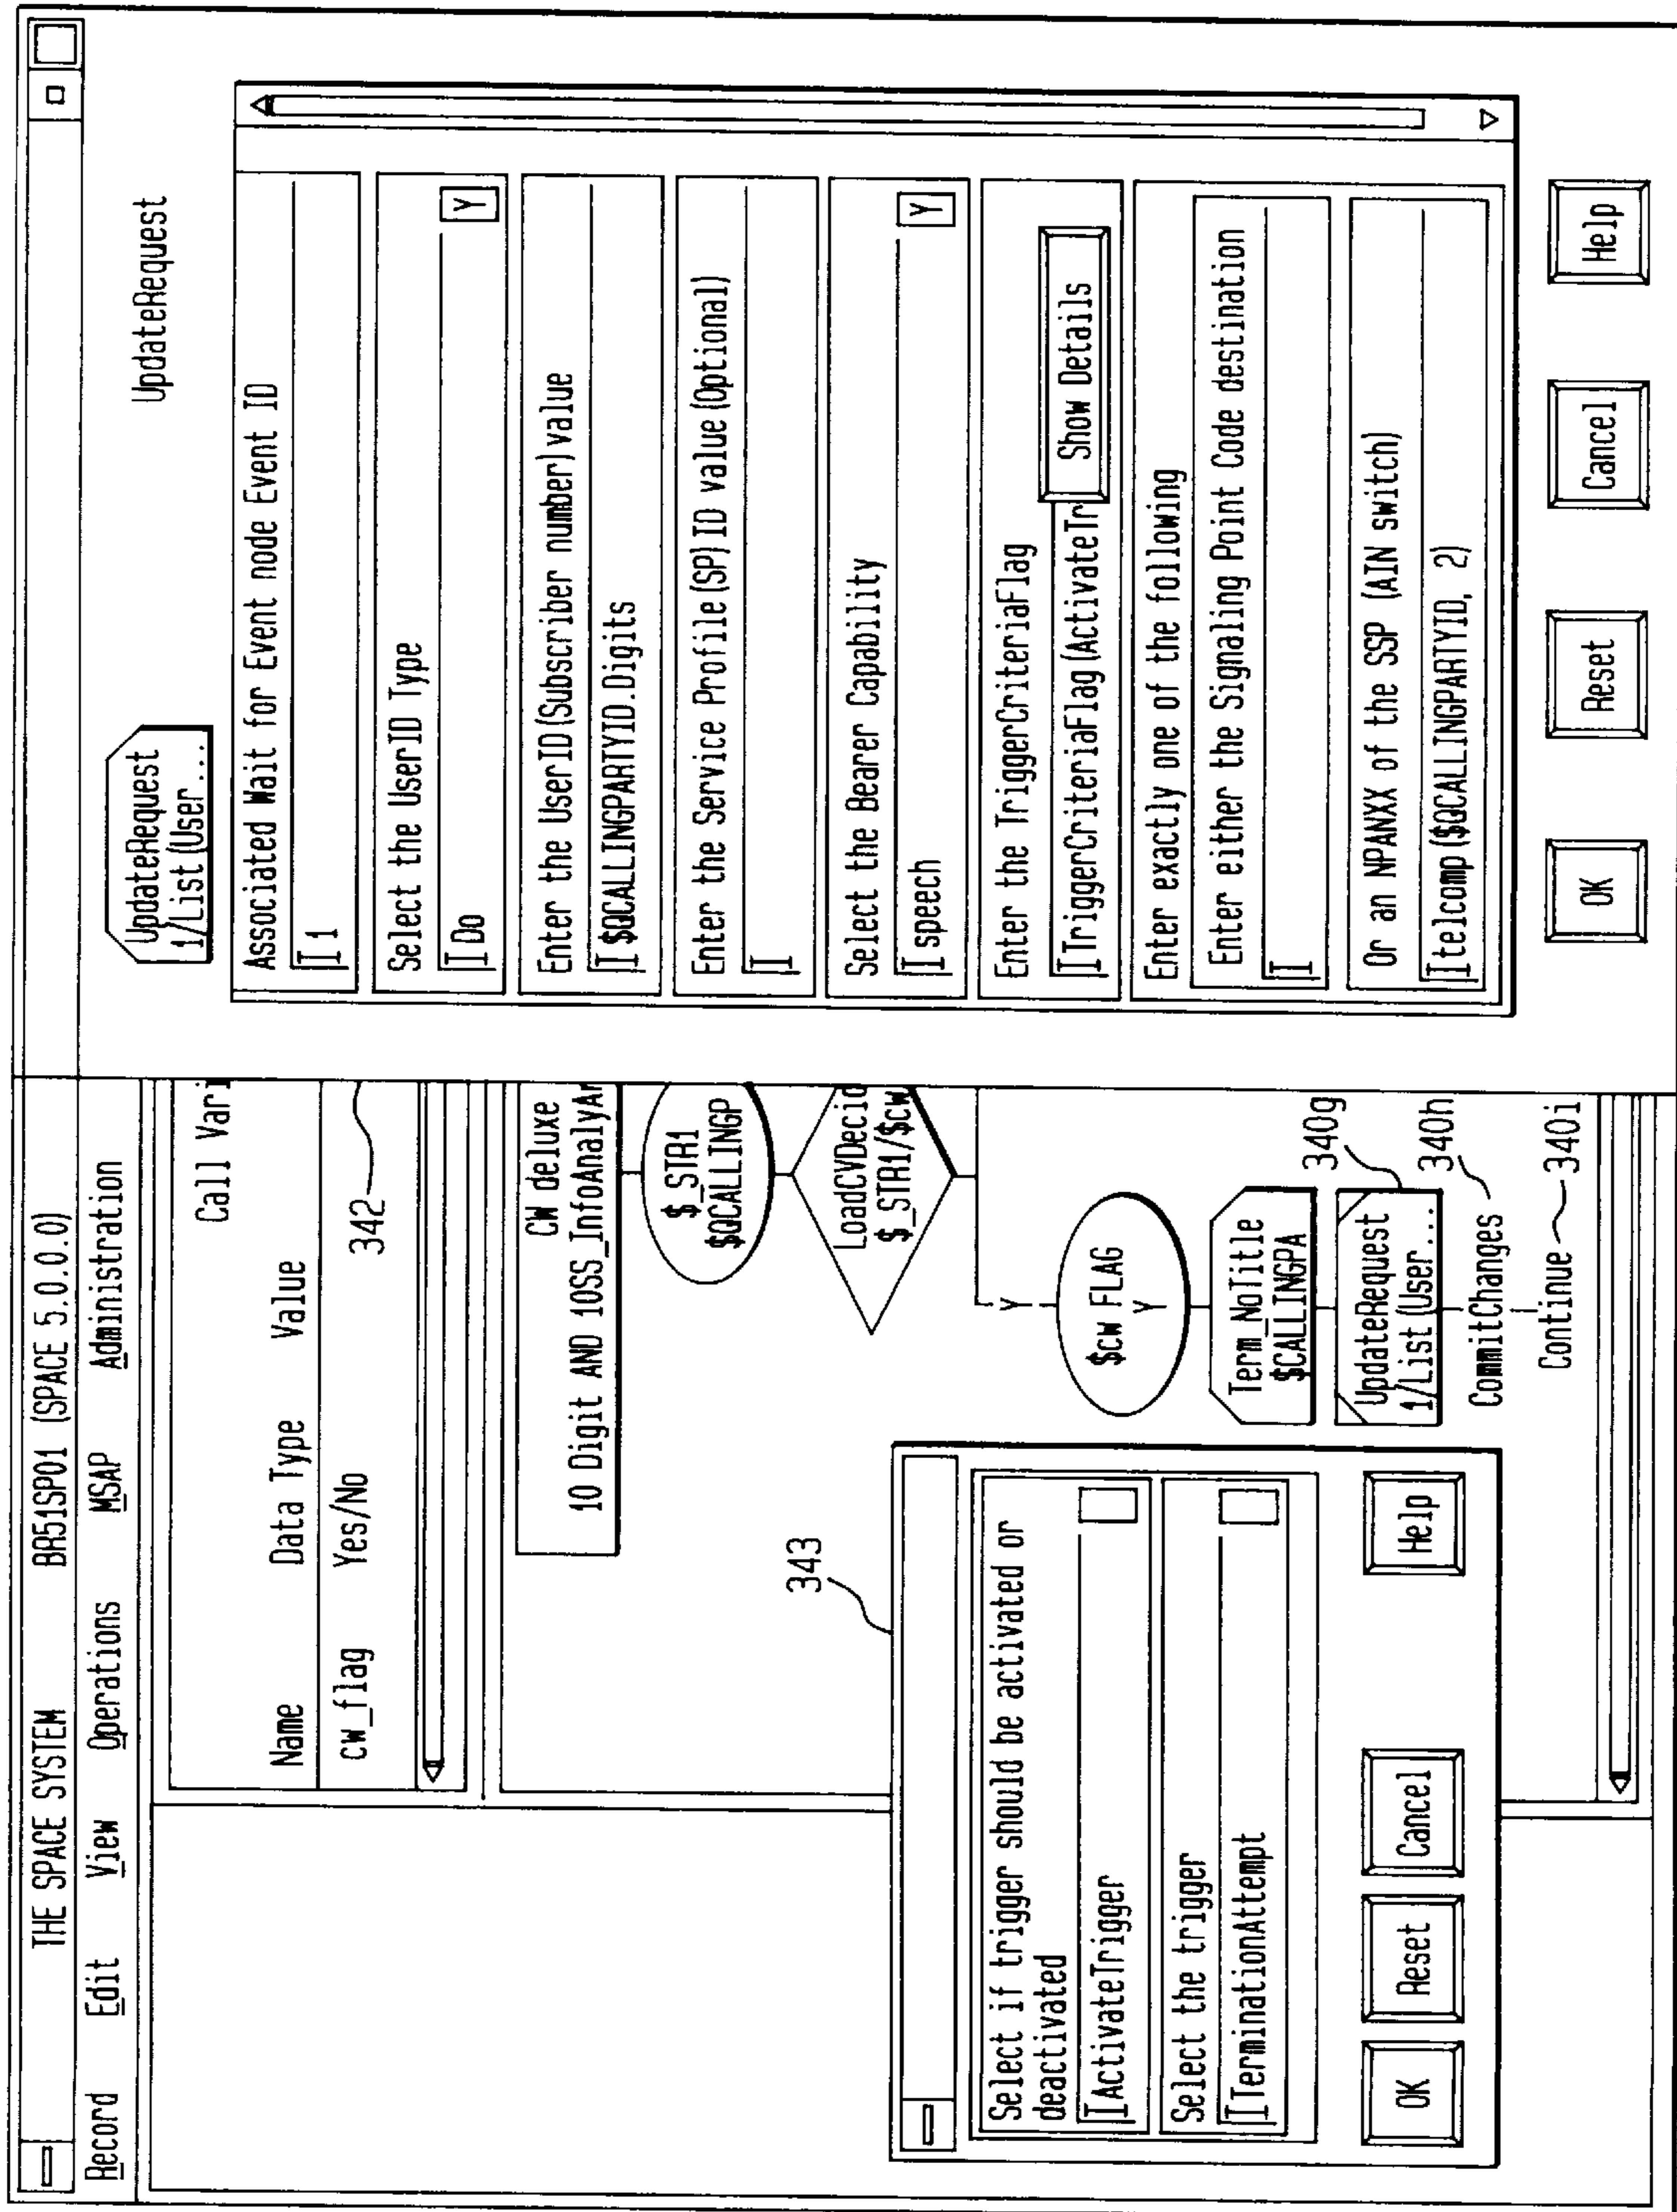 THE SPACE SYSTEM BR51SP01 (SPACE 5.0.0.0)
Record Edit View Operations MSAP Administration
Call Vari
Name Data Type Value
cw_flag Yes/No
342
CW deluxe
10 Digit AND 10SS_InfoAnalyAn
$_STR1
$QCALLINGP
LoadCVDecid
$_STR1/$cw
Y
$cw FLAG
Y
Term_NoTitle
$CALLINGPA
UpdateRequest
1/List(User...
340g
CommitChanges
340h
Continue
340i
343
Select if trigger should be activated or
deactivated
ActivateTrigger
Select the trigger
TerminationAttempt
OK Reset Cancel Help
UpdateRequest
1/List(User...
UpdateRequest
Associated Wait for Event node Event ID
1
Select the UserID Type
Do
Y
Enter the UserID(Subscriber number)value
$QCALLINGPARTYID.Digits
Enter the Service Profile(SP)ID value(Optional)
Select the Bearer Capability
speech
Y
Enter the TriggerCriteriaFlag
TriggerCriteriaFlag(ActivateTr
Show Details
Enter exactly one of the following
Enter either the Signaling Point Code destination
Or an NPANXX of the SSP (AIN switch)
telcomp($QCALLINGPARTYID, 2)
OK Reset Cancel Help